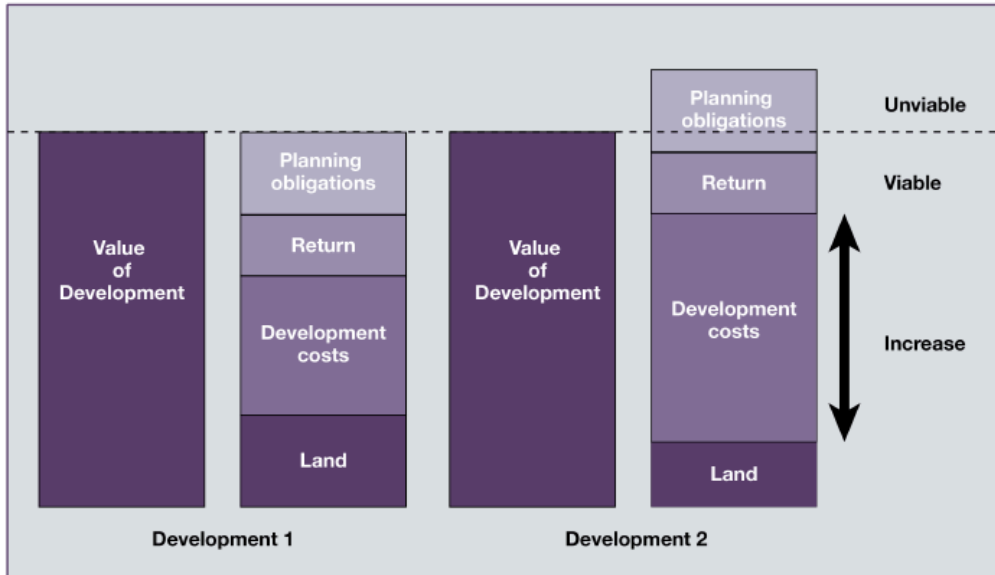 Value
of
Development
Planning
obligations
Return
Development
costs
Land
Development 1
Value
of
Development
Planning
obligations
Return
Development
costs
Land
Development 2
Unviable
Viable
Increase